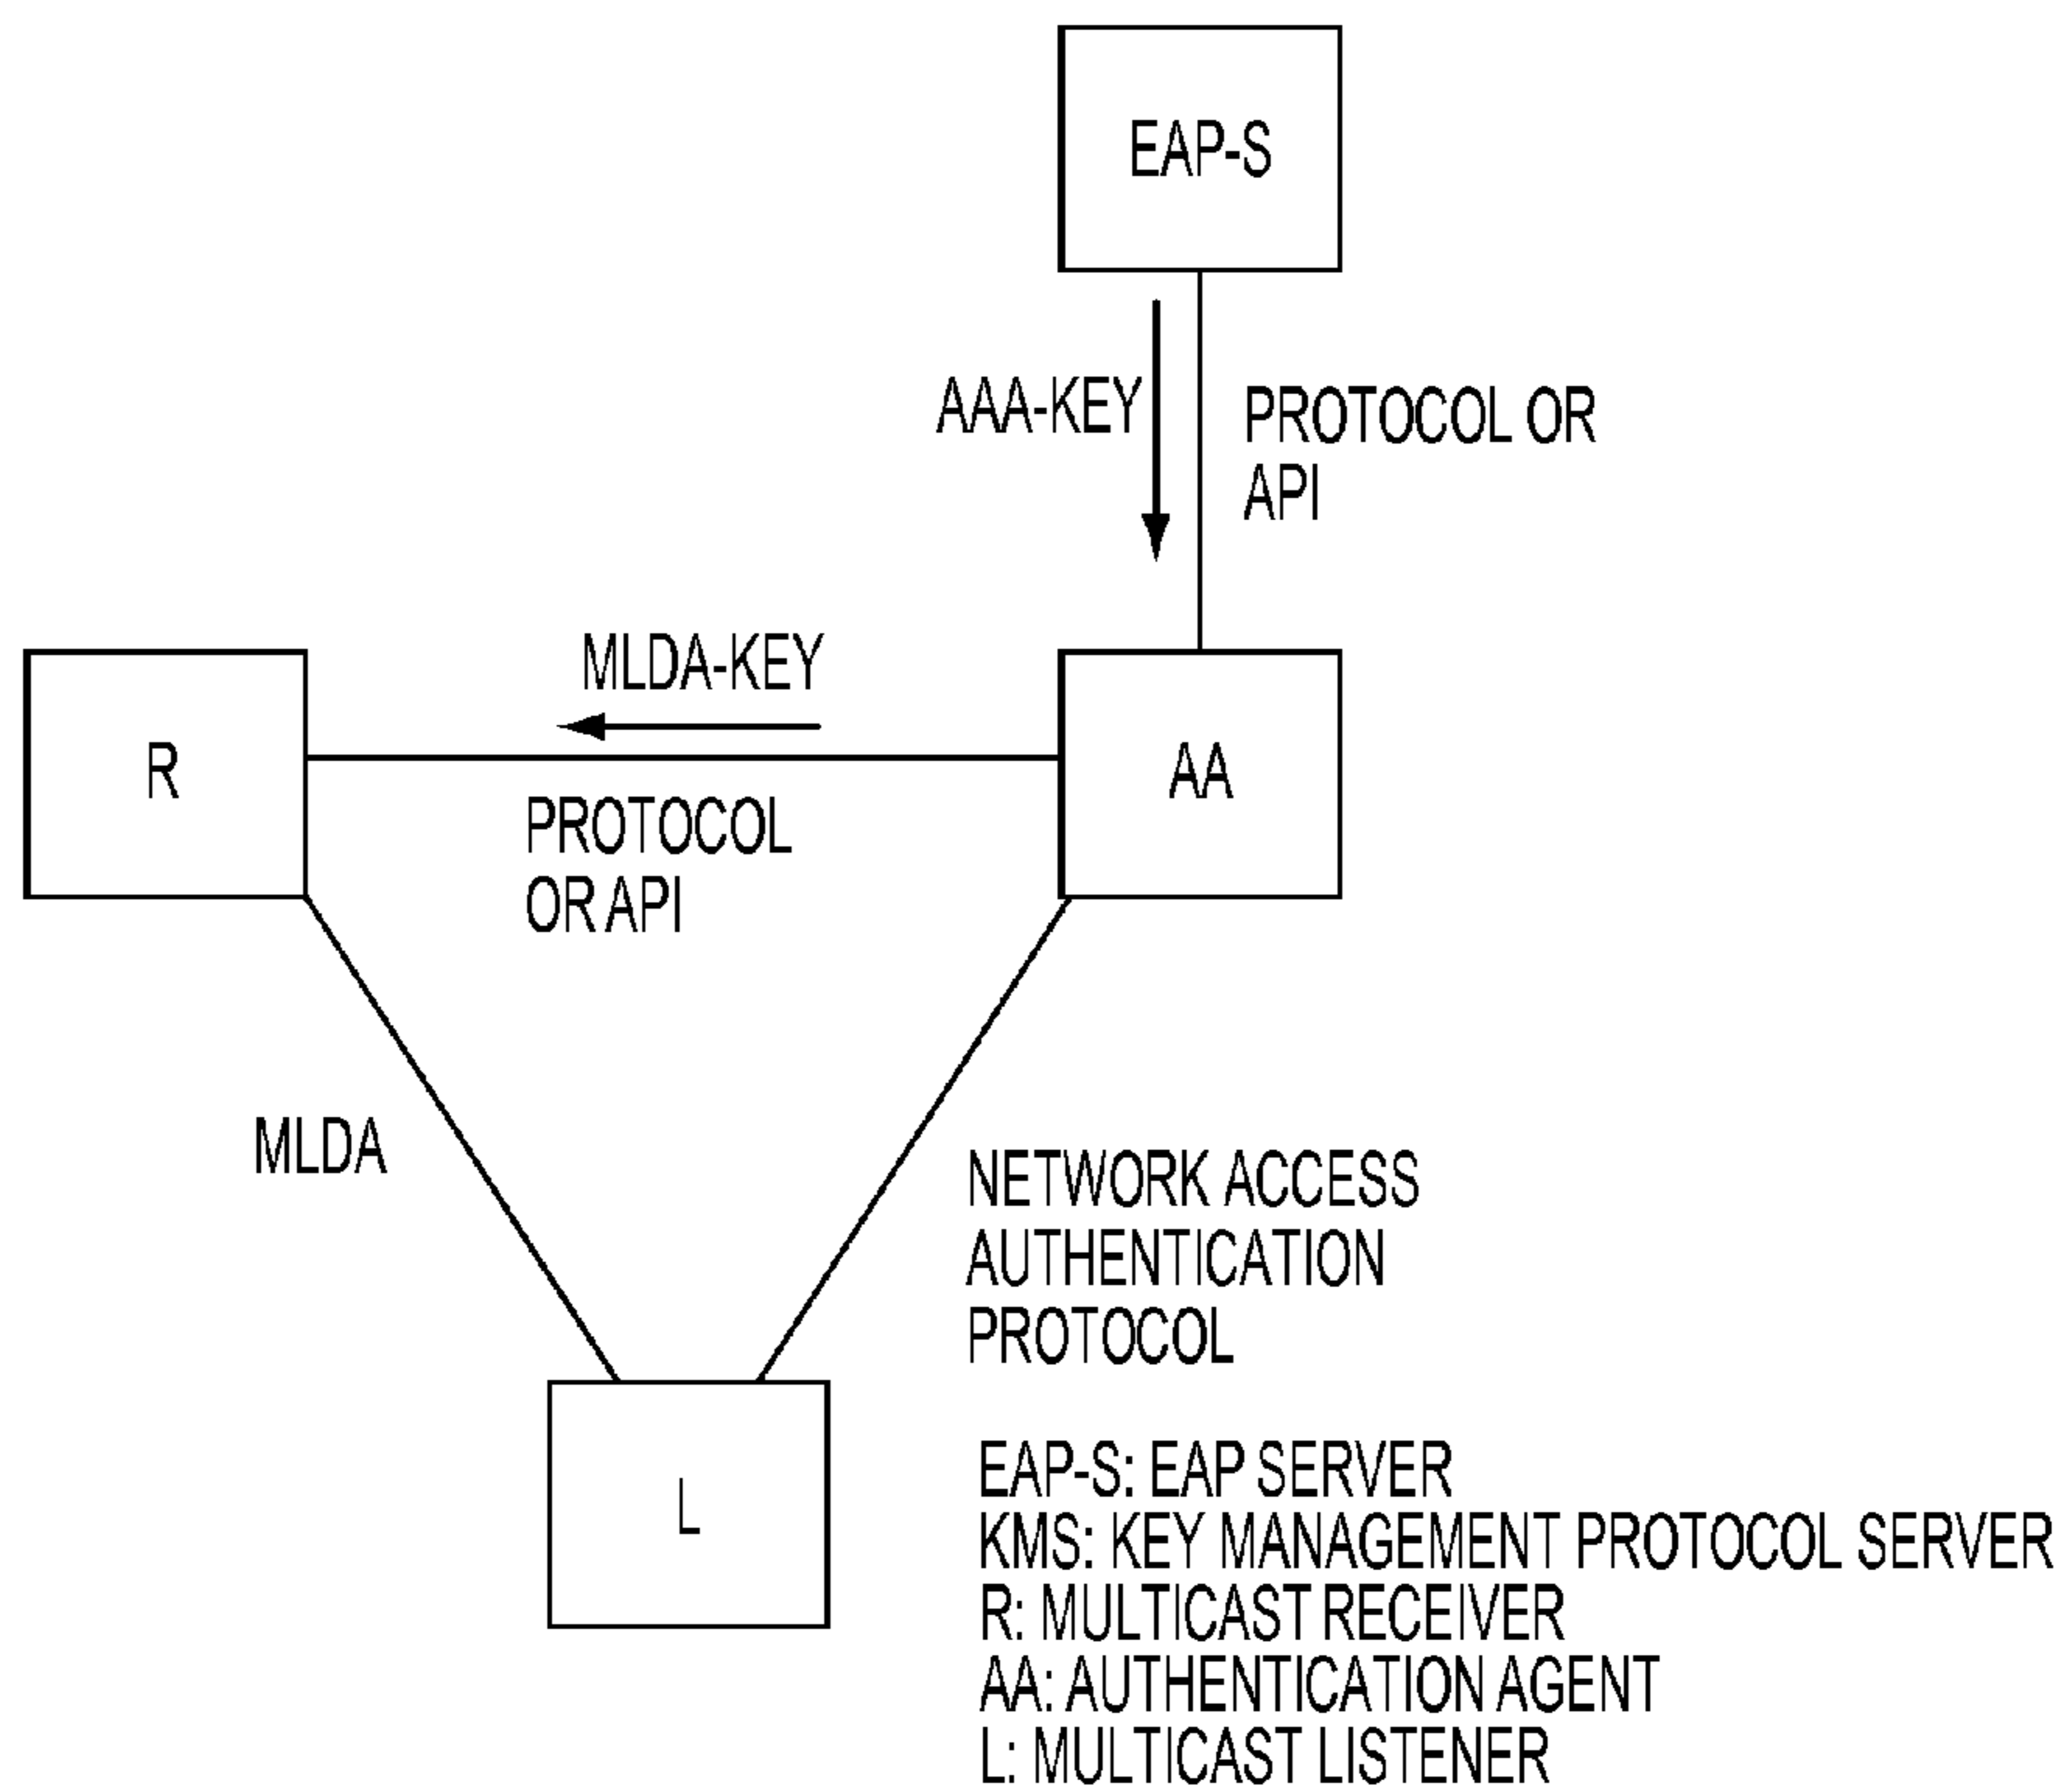 EAP-S
AAA-KEY
PROTOCOL OR
API
MLDA-KEY
R
AA
PROTOCOL
OR API
MLDA
NETWORK ACCESS
AUTHENTICATION
PROTOCOL
L
EAP-S: EAP SERVER
KMS: KEY MANAGEMENT PROTOCOL SERVER
R: MULTICAST RECEIVER
AA: AUTHENTICATION AGENT
L: MULTICAST LISTENER